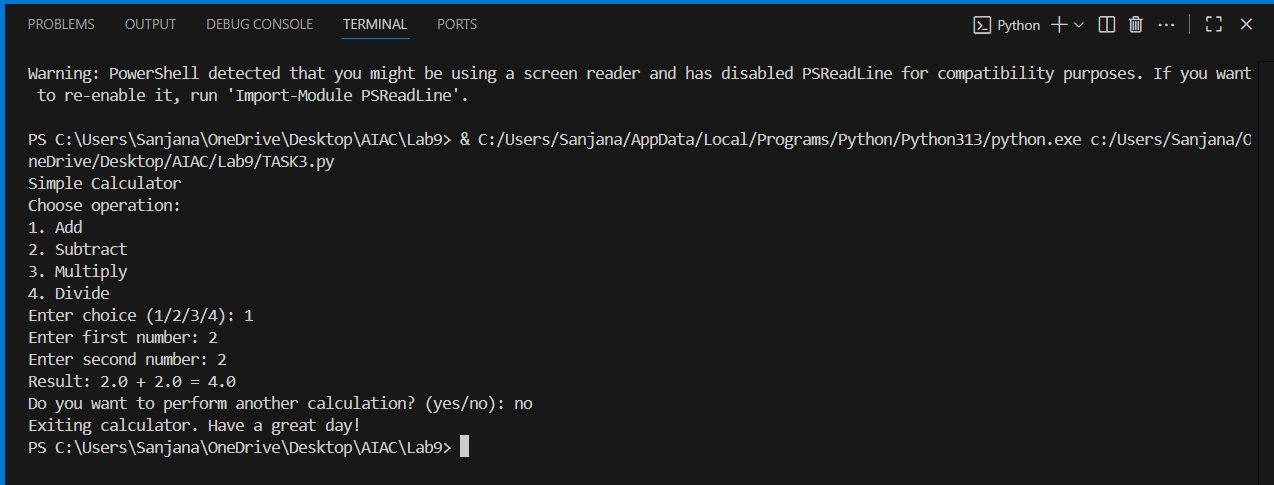 PROBLEMS OUTPUT DEBUG CONSOLE TERMINAL PORTS Python
Warning: PowerShell detected that you might be using a screen reader and has disabled PSReadLine for compatibility purposes. If you want
to re-enable it, run 'Import-Module PSReadLine'.
PS C:\Users\Sanjana\OneDrive\Desktop\AIAC\Lab9> & C:/Users/Sanjana/AppData/Local/Programs/Python/Python313/python.exe c:/Users/Sanjana/O
neDrive/Desktop/AIAC/Lab9/TASK3.py
Simple Calculator
Choose operation:
1. Add
2. Subtract
3. Multiply
4. Divide
Enter choice (1/2/3/4): 1
Enter first number: 2
Enter second number: 2
Result: 2.0 + 2.0 = 4.0
Do you want to perform another calculation? (yes/no): no
Exiting calculator. Have a great day!
PS C:\Users\Sanjana\OneDrive\Desktop\AIAC\Lab9>